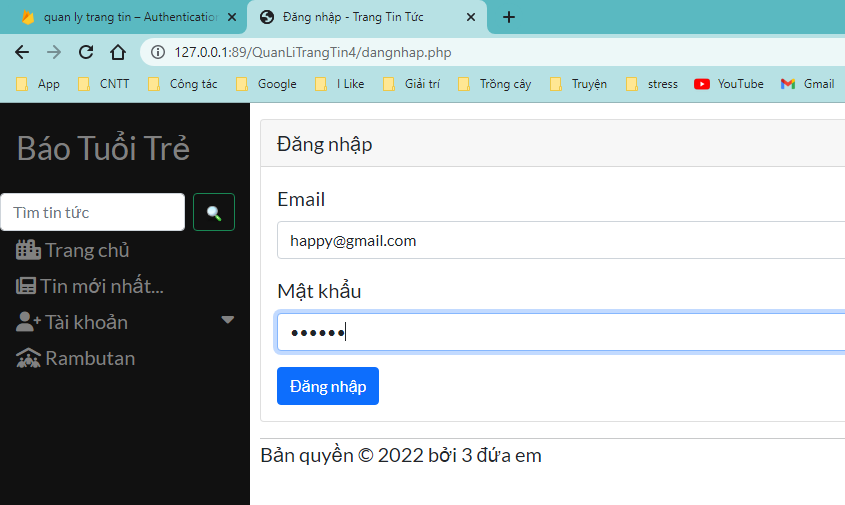 quan ly trang tin – Authentication
Đăng nhập - Trang Tin Tức
127.0.0.1:89/QuanLiTrangTin4/dangnhap.php
App CNTT Công tác Google I Like Giải trí Trồng cây Truyện stress YouTube Gmail
Báo Tuổi Trẻ
Tìm tin tức
Trang chủ
Tin mới nhất...
Tài khoản
Rambutan
Đăng nhập
Email
happy@gmail.com
Mật khẩu
••••••
Đăng nhập
Bản quyền © 2022 bởi 3 đứa em